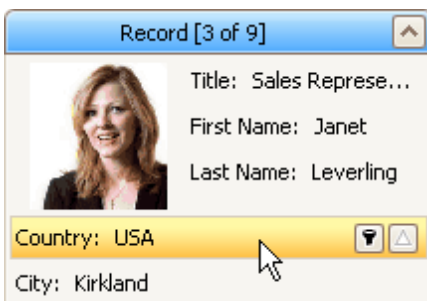 Record [3 of 9]
Title: Sales Represe...
First Name: Janet
Last Name: Leverling
Country: USA
City: Kirkland